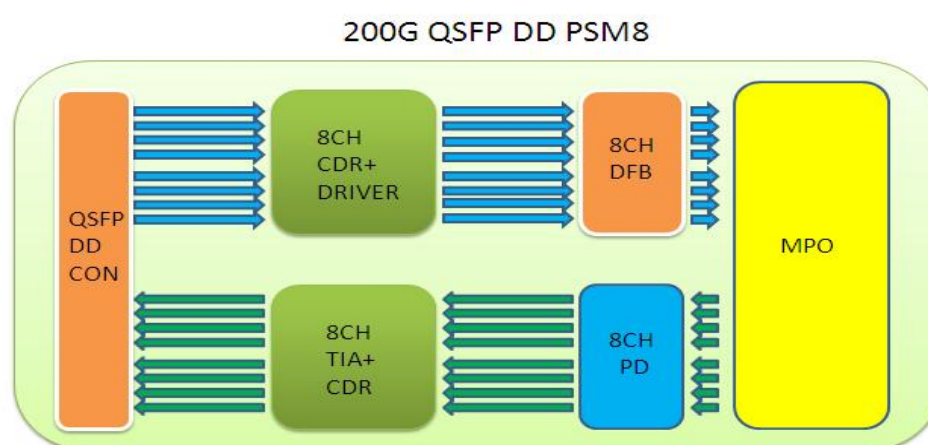 200G QSFP DD PSM8
QSFP
DD
CON
8CH
CDR+
DRIVER
8CH
DFB
MPO
8CH
TIA+
CDR
8CH
PD